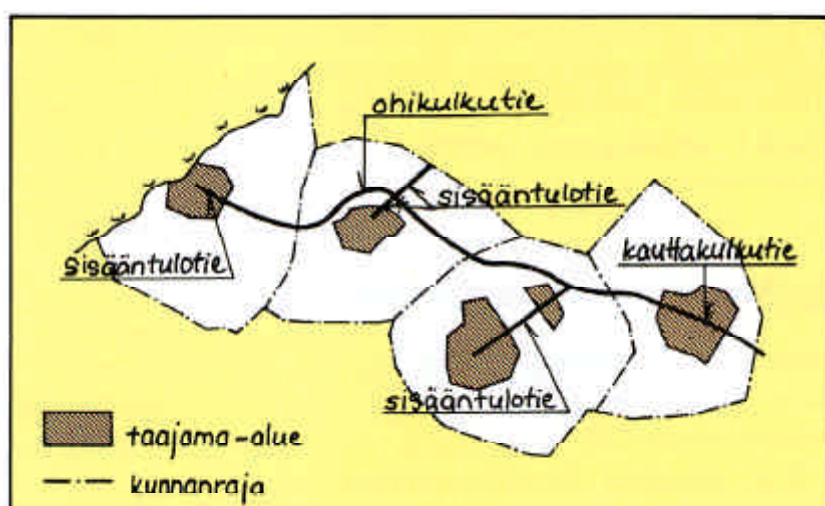 ohikulkutie
sisääntulotie
sisääntulotie
kauttakulkutie
sisääntulotie
taajama-alue
kunnanraja